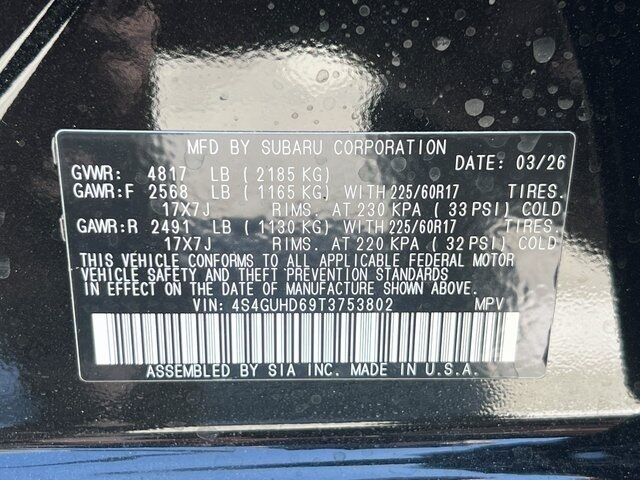 MFD BY SUBARU CORPORATION
DATE: 03/26
GVWR: 4817 LB ( 2185 KG)
GAWR:F 2568 LB ( 1165 KG) WITH 225/60R17 TIRES.
17X7J RIMS. AT 230 KPA ( 33 PSI) COLD
GAWR:R 2491 LB ( 1130 KG) WITH 225/60R17 TIRES.
17X7J RIMS. AT 220 KPA ( 32 PSI) COLD
THIS VEHICLE CONFORMS TO ALL APPLICABLE FEDERAL MOTOR
VEHICLE SAFETY AND THEFT PREVENTION STANDARDS
IN EFFECT ON THE DATE OF MANUFACTURE SHOWN ABOVE.
VIN: 4S4GUHD69T3753802 MPV
ASSEMBLED BY SIA INC. MADE IN U.S.A.